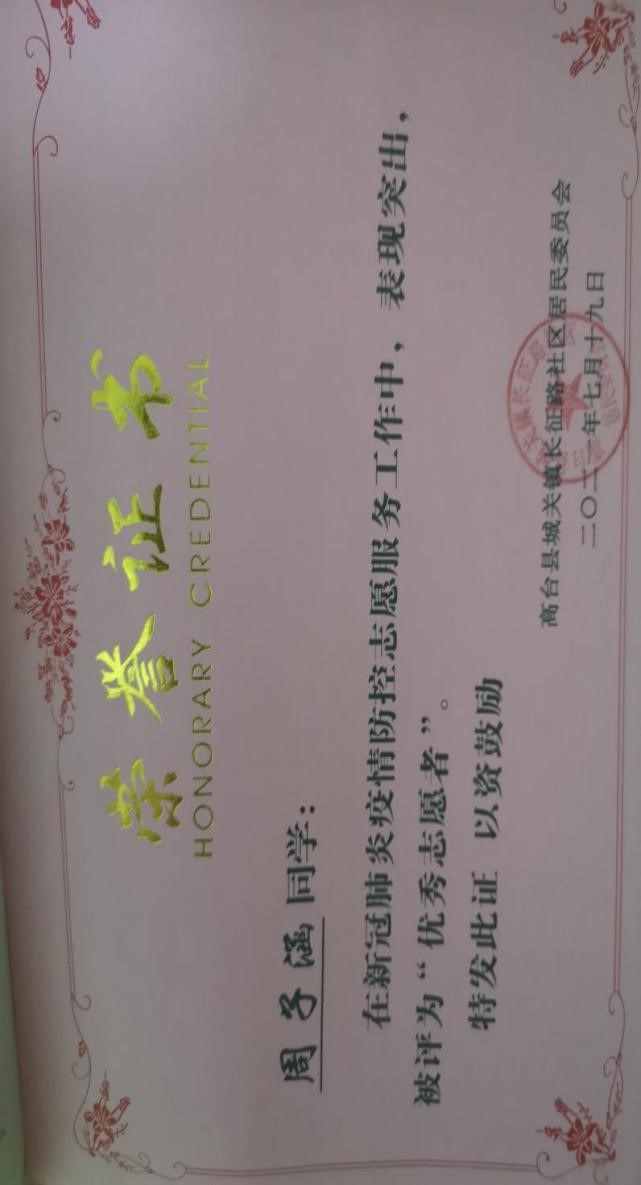 荣誉证书
HONORARY CREDENTIAL
周子涵 同学：
在新冠肺炎疫情防控志愿服务工作中，表现突出，
被评为“优秀志愿者”。
特发此证 以资鼓励
高台县城关镇长征路社区居民委员会
二〇二一年七月十九日